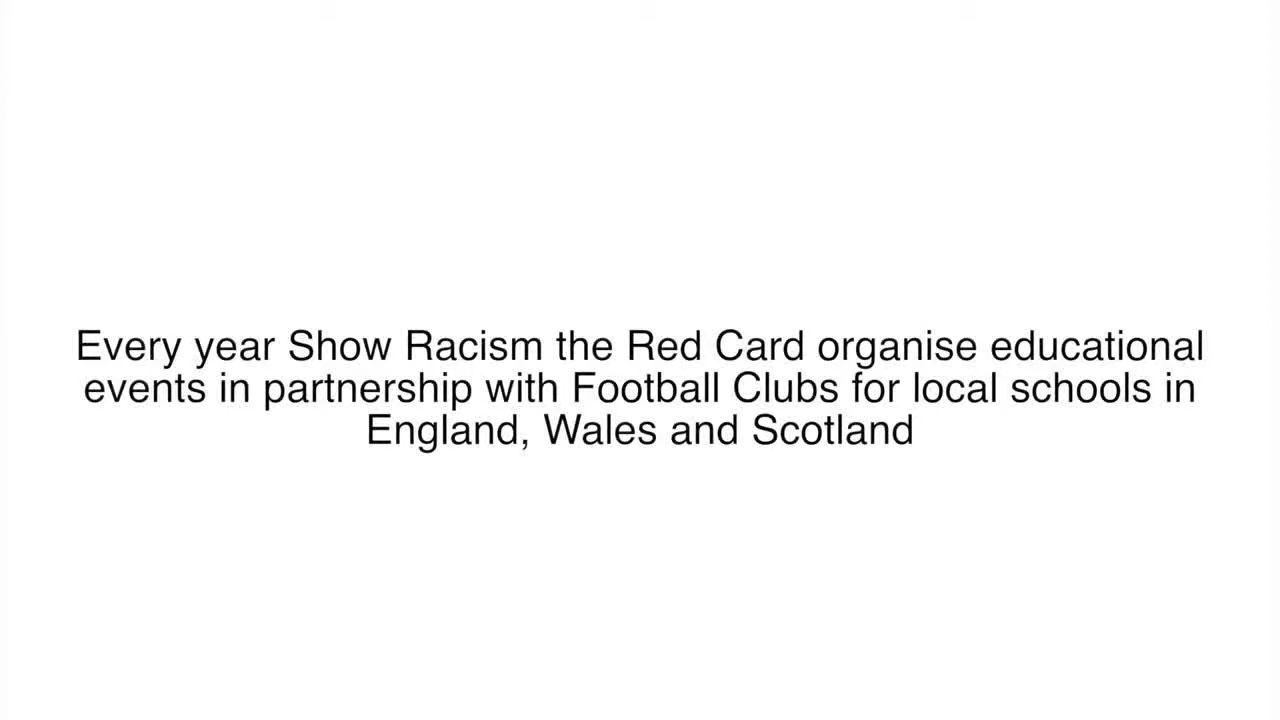 Every year Show Racism the Red Card organise educational
events in partnership with Football Clubs for local schools in
England, Wales and Scotland